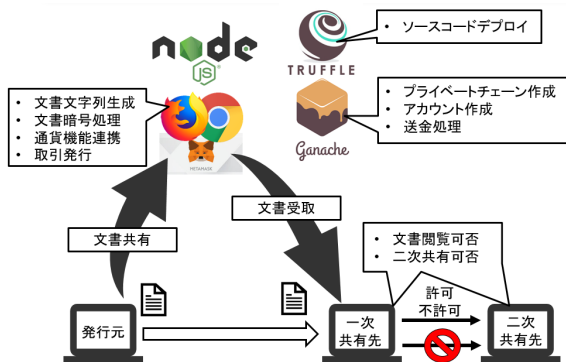 node
JS
TRUFFLE
・ ソースコードデプロイ
・ 文書文字列生成
・ 文書暗号処理
・ 通貨機能連携
・ 取引発行
METAMASK
Ganache
・ プライベートチェーン作成
・ アカウント作成
・ 送金処理
文書共有
文書受取
・ 文書閲覧可否
・ 二次共有可否
発行元
一次
共有先
許可
不許可
二次
共有先